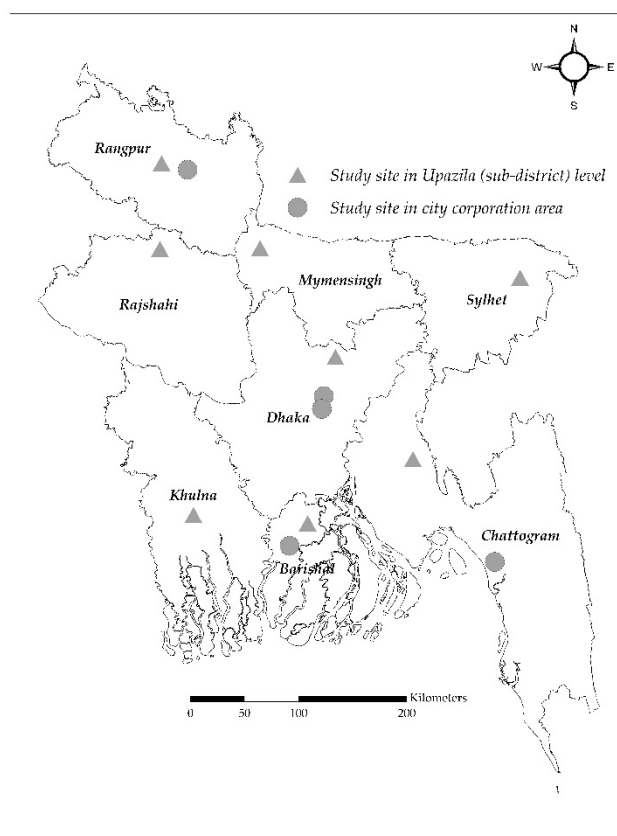 N
W E
S
Rangpur
Study site in Upazila (sub-district) level
Study site in city corporation area
Mymensingh
Sylhet
Rajshahi
Dhaka
Khulna
Chattogram
Barishal
Kilometers
0 50 100 200